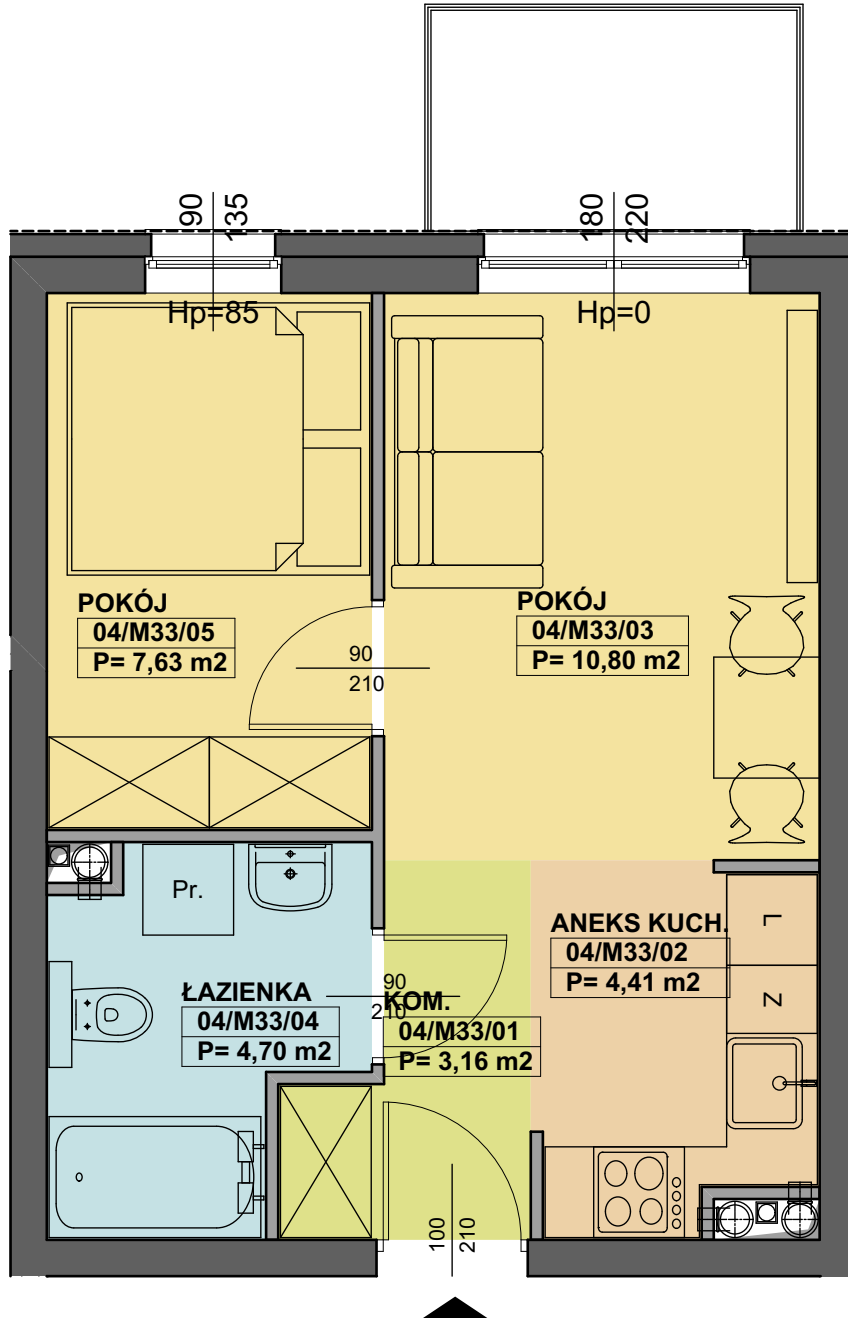 90
135
180
220
Hp=85
Hp=0
POKÓJ
04/M33/05
P= 7,63 m2
POKÓJ
04/M33/03
P= 10,80 m2
90
210
Pr.
ANEKS KUCH.
04/M33/02
P= 4,41 m2
L
Z
ŁAZIENKA
04/M33/04
P= 4,70 m2
90
210
KOM.
04/M33/01
P= 3,16 m2
100
210